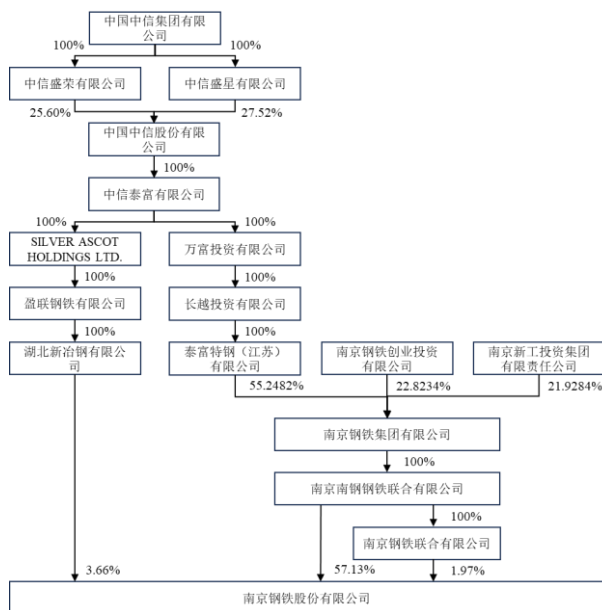 中国中信集团有限
公司
100%
100%
中信盛荣有限公司
中信盛星有限公司
25.60%
27.52%
中国中信股份有限
公司
100%
中信泰富有限公司
100%
100%
SILVER ASCOT
HOLDINGS LTD.
万富投资有限公司
100%
100%
盈联钢铁有限公司
长越投资有限公司
100%
100%
湖北新冶钢有限公
司
泰富特钢（江苏）
有限公司
南京钢铁创业投资
有限公司
南京新工投资集团
有限责任公司
55.2482%
22.8234%
21.9284%
南京钢铁集团有限公司
100%
南京南钢钢铁联合有限公司
100%
南京钢铁联合有限公司
3.66%
57.13%
1.97%
南京钢铁股份有限公司